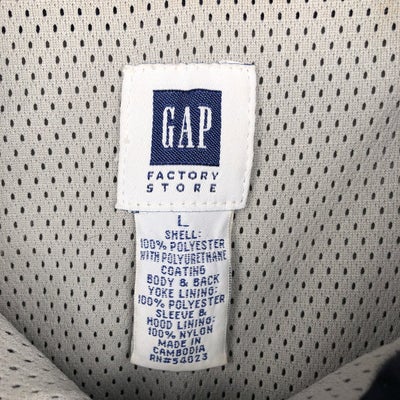 GAP
FACTORY
STORE
L
SHELL:
100% POLYESTER
WITH POLYURETHANE
COATING
BODY & BACK
YOKE LINING:
100% POLYESTER
SLEEVE &
HOOD LINING:
100% NYLON
MADE IN
CAMBODIA
RN#54023